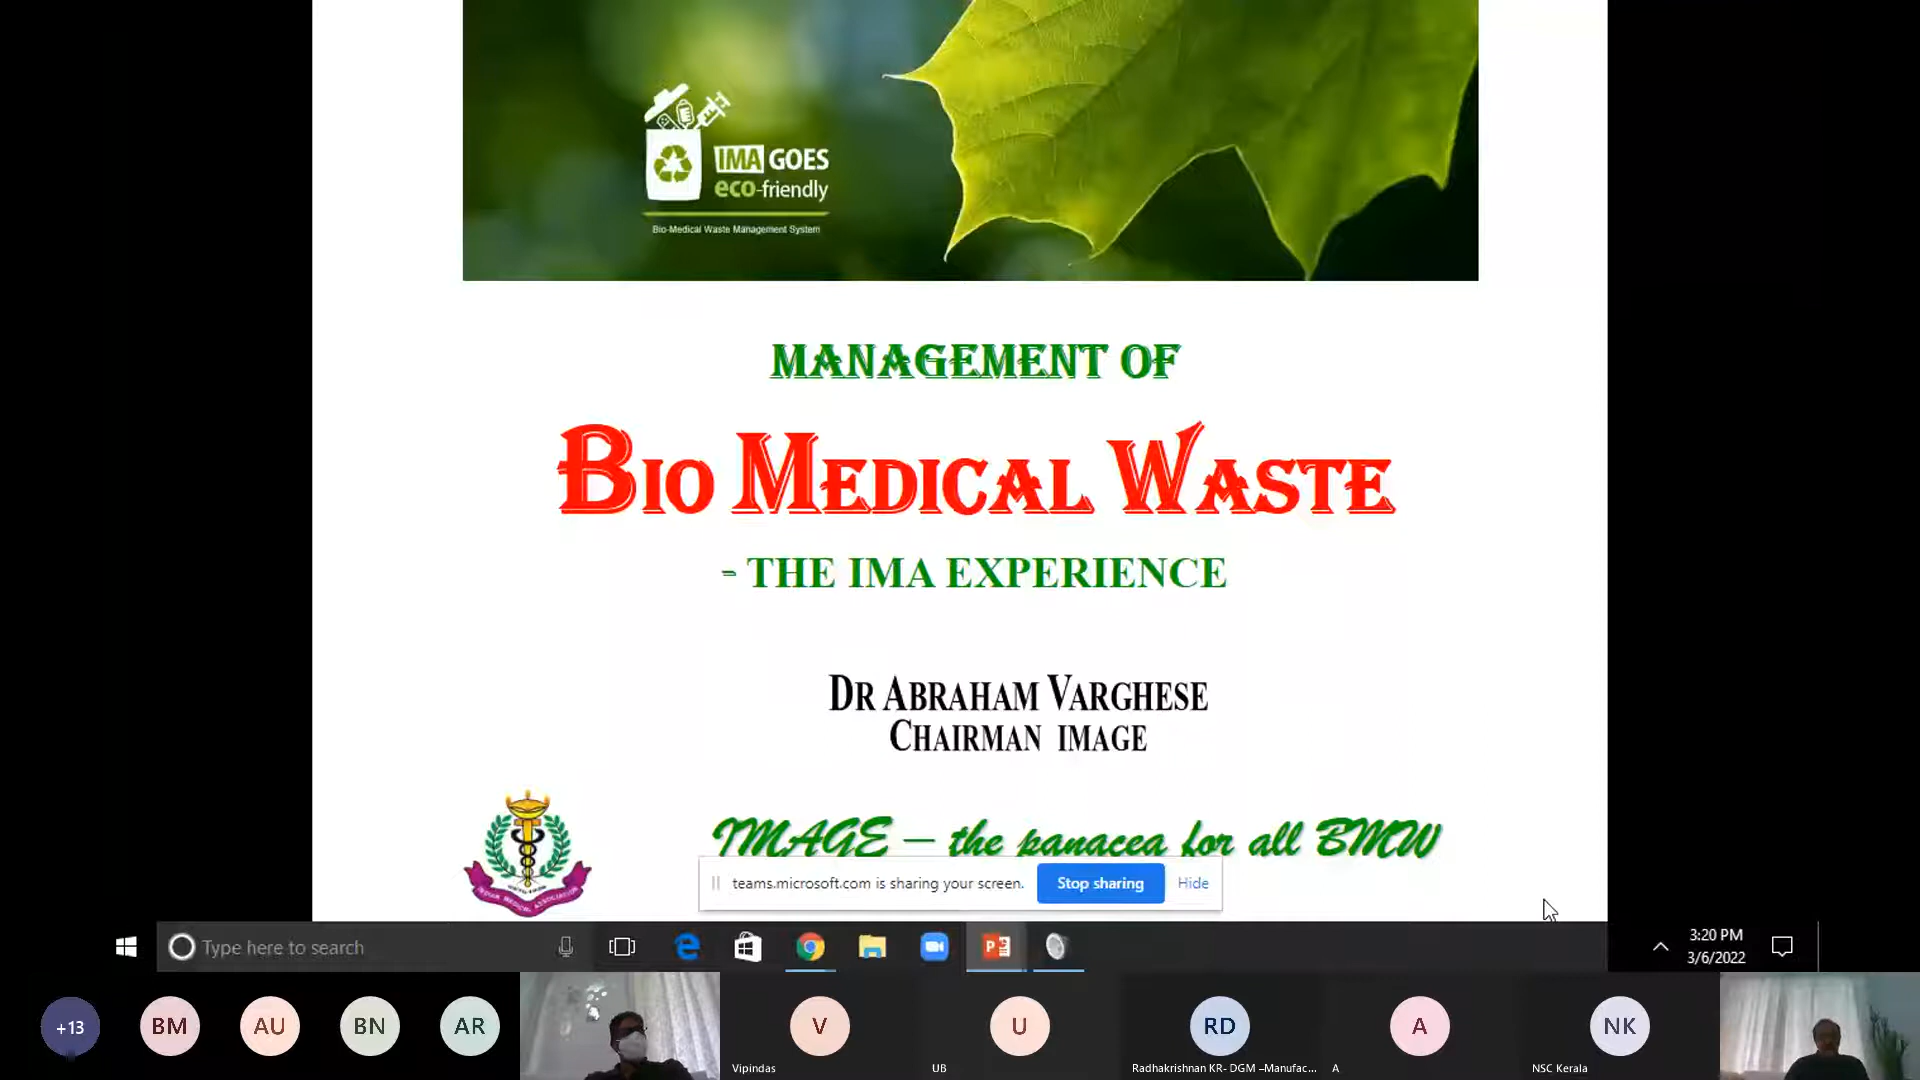 IMA GOES
eco-friendly
Bio-Medical Waste Management System
MANAGEMENT OF
BIO MEDICAL WASTE
- THE IMA EXPERIENCE
DR ABRAHAM VARGHESE
CHAIRMAN IMAGE
IMAGE – the panacea for all BMW
INDIAN MEDICAL ASSOCIATION
teams.microsoft.com is sharing your screen.
Stop sharing
Hide
Type here to search
3:20 PM
3/6/2022
+13
BM
AU
BN
AR
V
U
RD
A
NK
Vipindas
UB
Radhakrishnan KR- DGM –Manufac...
A
NSC Kerala